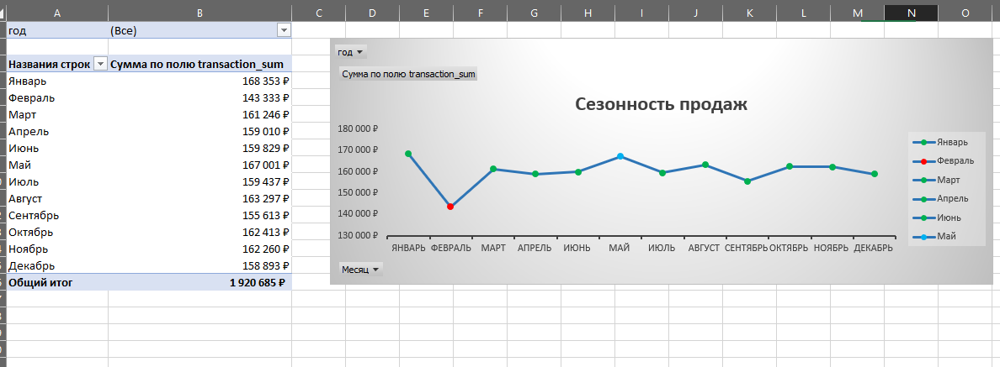 A B C D E F G H I J K L M N O
год (Все)
Названия строк Сумма по полю transaction_sum
Январь 168 353 ₽
Февраль 143 333 ₽
Март 161 246 ₽
Апрель 159 010 ₽
Июнь 159 829 ₽
Май 167 001 ₽
Июль 159 437 ₽
Август 163 297 ₽
Сентябрь 155 613 ₽
Октябрь 162 413 ₽
Ноябрь 162 260 ₽
Декабрь 158 893 ₽
Общий итог 1 920 685 ₽
год
Сумма по полю transaction_sum
Сезонность продаж
180 000 ₽
170 000 ₽
160 000 ₽
150 000 ₽
140 000 ₽
130 000 ₽
ЯНВАРЬ ФЕВРАЛЬ МАРТ АПРЕЛЬ ИЮНЬ МАЙ ИЮЛЬ АВГУСТ СЕНТЯБРЬ ОКТЯБРЬ НОЯБРЬ ДЕКАБРЬ
Январь
Февраль
Март
Апрель
Июнь
Май
Месяц